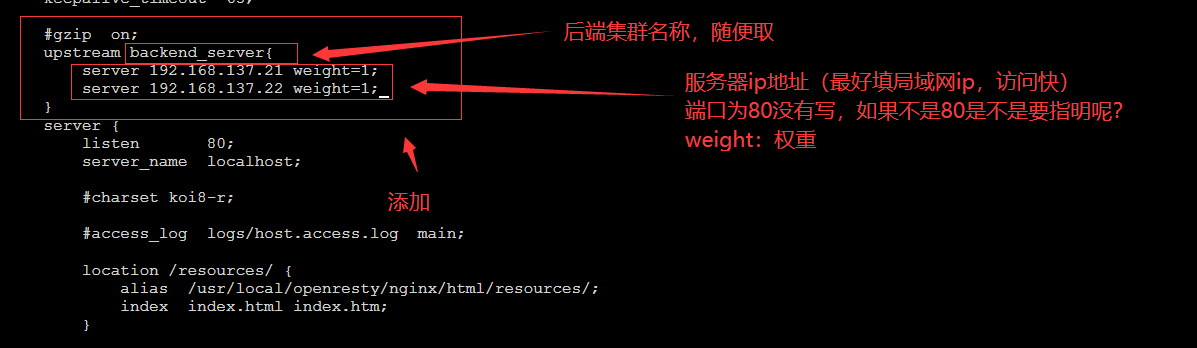 keepalive_timeout  65;
#gzip  on;
upstream backend_server{
后端集群名称，随便取
server 192.168.137.21 weight=1;
server 192.168.137.22 weight=1;_
服务器ip地址（最好填局域网ip，访问快）
端口为80没有写，如果不是80是不是要指明呢？
weight：权重
}
server {
listen       80;
server_name  localhost;
添加
#charset koi8-r;
#access_log  logs/host.access.log  main;
location /resources/ {
alias  /usr/local/openresty/nginx/html/resources/;
index  index.html index.htm;
}